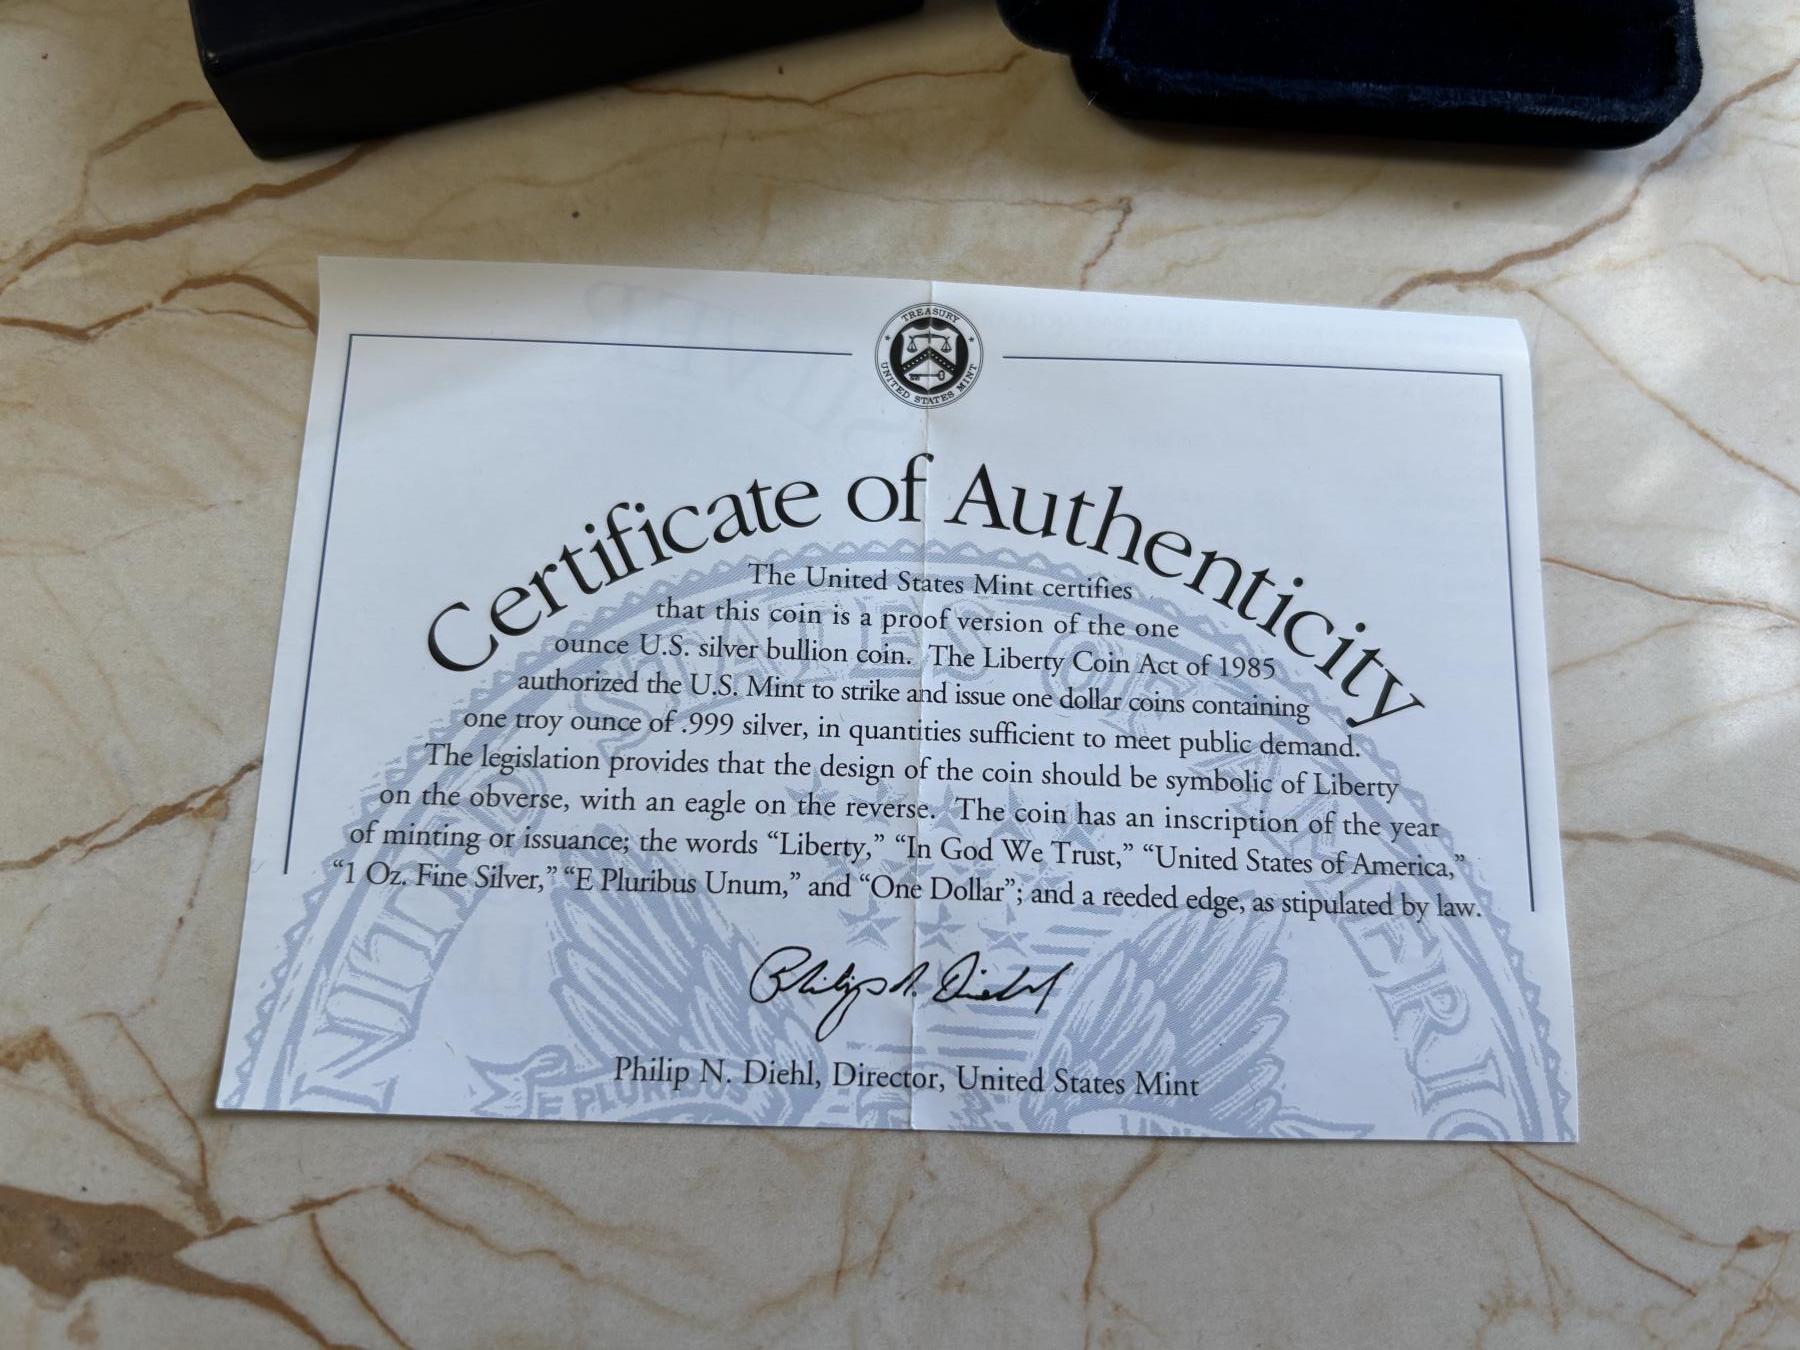 TREASURY
UNITED STATES MINT
Certificate of Authenticity
The United States Mint certifies
that this coin is a proof version of the one
ounce U.S. silver bullion coin. The Liberty Coin Act of 1985
authorized the U.S. Mint to strike and issue one dollar coins containing
one troy ounce of .999 silver, in quantities sufficient to meet public demand.
The legislation provides that the design of the coin should be symbolic of Liberty
on the obverse, with an eagle on the reverse. The coin has an inscription of the year
of minting or issuance; the words “Liberty,” “In God We Trust,” “United States of America,”
“1 Oz. Fine Silver,” “E Pluribus Unum,” and “One Dollar”; and a reeded edge, as stipulated by law.
Philip N. Diehl
Philip N. Diehl, Director, United States Mint
UNITED STATES OF AMERIC
E PLURIBUS UNU